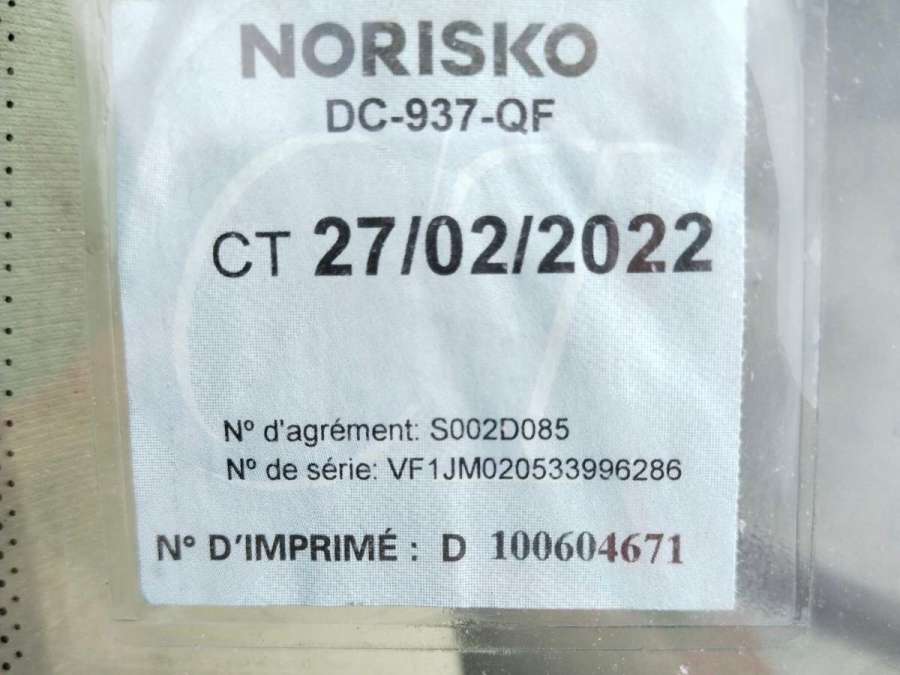 NORISKO
DC-937-QF
CT 27/02/2022
N° d'agrément: S002D085
N° de série: VF1JM020533996286
N° D'IMPRIMÉ : D 100604671